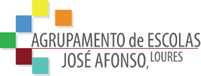 AGRUPAMENTO de ESCOLAS
JOSÉ AFONSO, LOURES